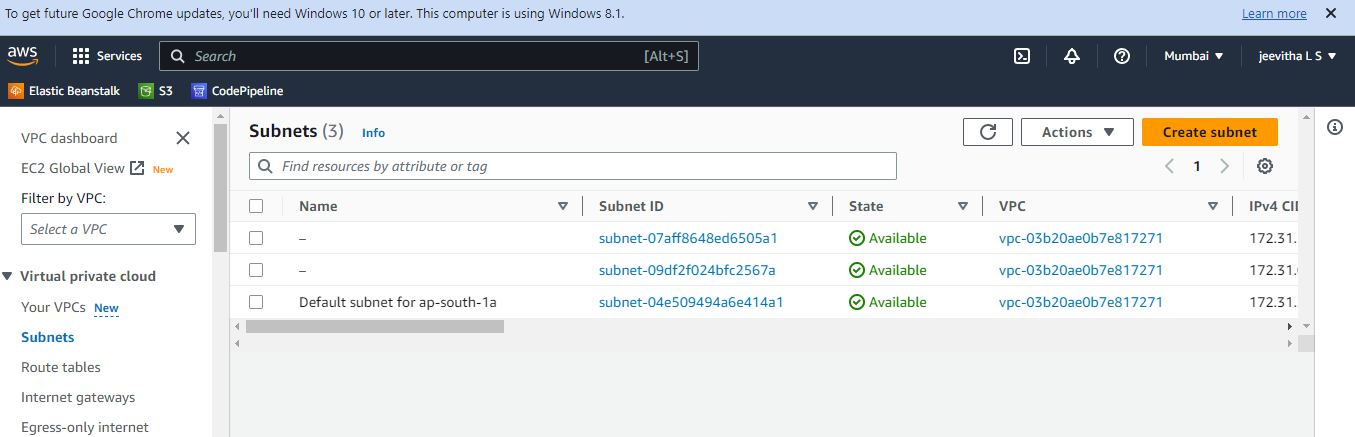 To get future Google Chrome updates, you'll need Windows 10 or later. This computer is using Windows 8.1. Learn more
aws Services Search [Alt+S] Mumbai jeevitha L S
Elastic Beanstalk S3 CodePipeline
VPC dashboard
EC2 Global View New
Filter by VPC:
Select a VPC
Virtual private cloud
Your VPCs New
Subnets
Route tables
Internet gateways
Egress-only internet
Subnets (3) Info Actions Create subnet
Find resources by attribute or tag 1
Name Subnet ID State VPC IPv4 CID
– subnet-07aff8648ed6505a1 Available vpc-03b20ae0b7e817271 172.31.
– subnet-09df2f024bfc2567a Available vpc-03b20ae0b7e817271 172.31.
Default subnet for ap-south-1a subnet-04e509494a6e414a1 Available vpc-03b20ae0b7e817271 172.31.